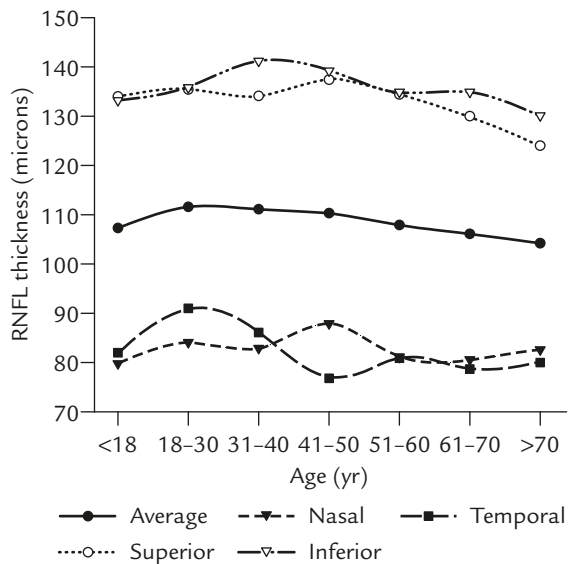 RNFL thickness (microns)
150
140
130
120
110
100
90
80
70
<18 18–30 31–40 41–50 51–60 61–70 >70
Age (yr)
Average Nasal Temporal
Superior Inferior